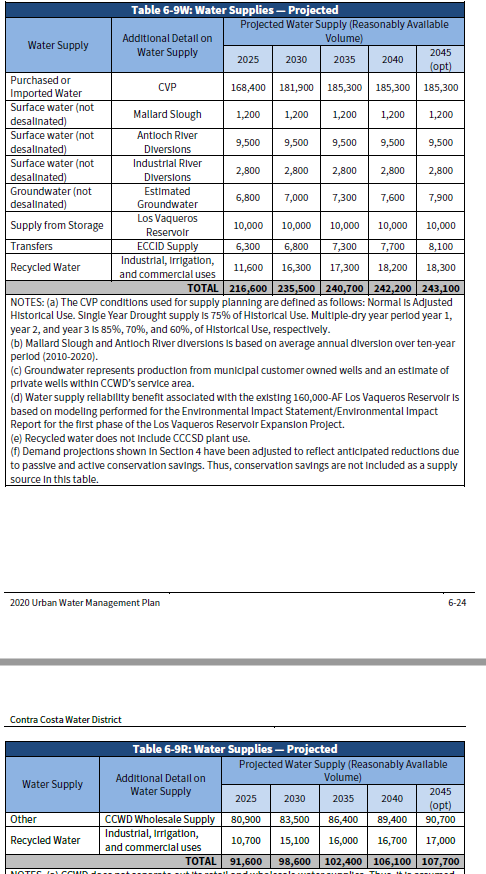 Table 6-9W: Water Supplies — Projected
Water Supply
Additional Detail on
Water Supply
Projected Water Supply (Reasonably Available
Volume)
2025 2030 2035 2040 2045
(opt)
Purchased or
Imported Water
CVP 168,400 181,900 185,300 185,300 185,300
Surface water (not
desalinated)
Mallard Slough 1,200 1,200 1,200 1,200 1,200
Surface water (not
desalinated)
Antioch River
Diversions
9,500 9,500 9,500 9,500 9,500
Surface water (not
desalinated)
Industrial River
Diversions
2,800 2,800 2,800 2,800 2,800
Groundwater (not
desalinated)
Estimated
Groundwater
6,800 7,000 7,300 7,600 7,900
Supply from Storage
Los Vaqueros
Reservoir
10,000 10,000 10,000 10,000 10,000
Transfers ECCID Supply 6,300 6,800 7,300 7,700 8,100
Recycled Water
Industrial, Irrigation,
and commercial uses
11,600 16,300 17,300 18,200 18,300
TOTAL 216,600 235,500 240,700 242,200 243,100
NOTES: (a) The CVP conditions used for supply planning are defined as follows: Normal is Adjusted
Historical Use. Single Year Drought supply is 75% of Historical Use. Multiple-dry year period year 1,
year 2, and year 3 is 85%, 70%, and 60%, of Historical Use, respectively.
(b) Mallard Slough and Antioch River diversions is based on average annual diversion over ten-year
period (2010-2020).
(c) Groundwater represents production from municipal customer owned wells and an estimate of
private wells within CCWD's service area.
(d) Water supply reliability benefit associated with the existing 160,000-AF Los Vaqueros Reservoir is
based on modeling performed for the Environmental Impact Statement/Environmental Impact
Report for the first phase of the Los Vaqueros Reservoir Expansion Project.
(e) Recycled water does not include CCCSD plant use.
(f) Demand projections shown in Section 4 have been adjusted to reflect anticipated reductions due
to passive and active conservation savings. Thus, conservation savings are not included as a supply
source in this table.
2020 Urban Water Management Plan 6-24
Contra Costa Water District
Table 6-9R: Water Supplies — Projected
Water Supply
Additional Detail on
Water Supply
Projected Water Supply (Reasonably Available
Volume)
2025 2030 2035 2040 2045
(opt)
Other CCWD Wholesale Supply 80,900 83,500 86,400 89,400 90,700
Recycled Water
Industrial, Irrigation,
and commercial uses
10,700 15,100 16,000 16,700 17,000
TOTAL 91,600 98,600 102,400 106,100 107,700
NOTES: (a) CCWD does not separate out its retail and wholesale water supplies. Thus, it is assumed